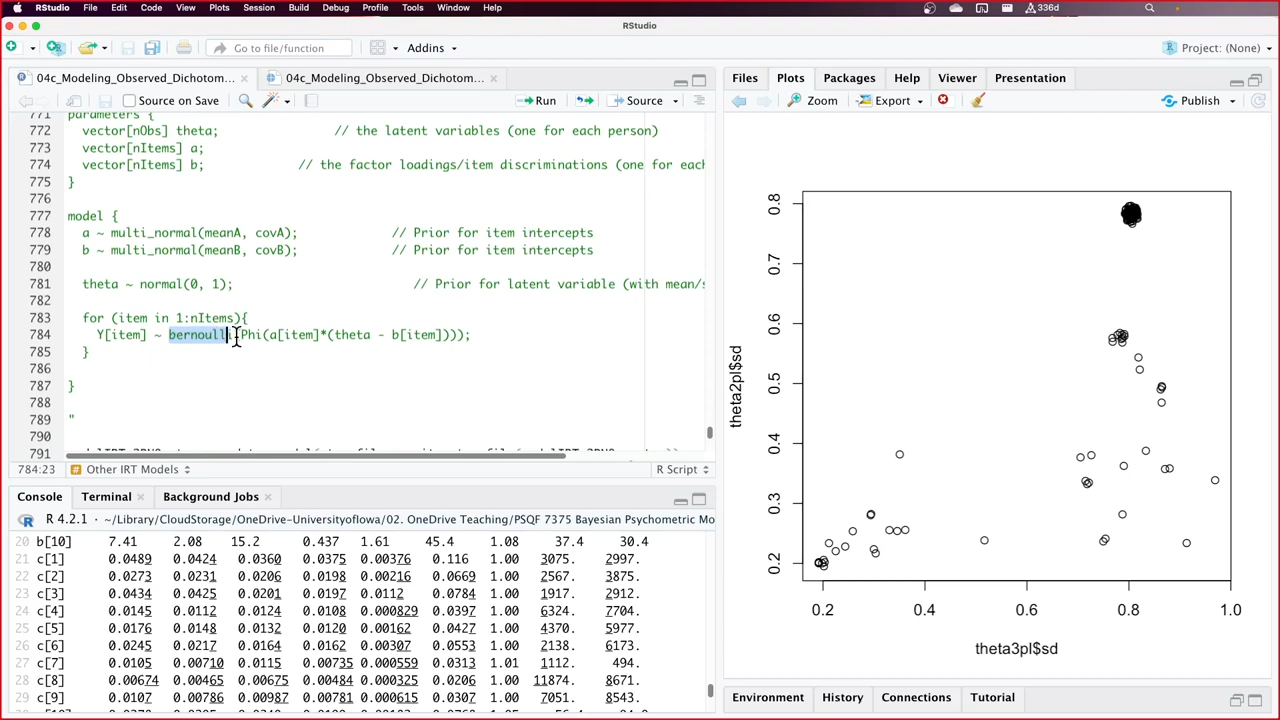 RStudio File Edit Code View Plots Session Build Debug Profile Tools Window Help 336d
RStudio
Go to file/function Addins Project: (None)
04c_Modeling_Observed_Dichotom... 04c_Modeling_Observed_Dichotom...
Source on Save Run Source
771 parameters {
772 vector[nObs] theta; // the latent variables (one for each person)
773 vector[nItems] a;
774 vector[nItems] b; // the factor loadings/item discriminations (one for each
775 }
776
777 model {
778 a ~ multi_normal(meanA, covA); // Prior for item intercepts
779 b ~ multi_normal(meanB, covB); // Prior for item intercepts
780
781 theta ~ normal(0, 1); // Prior for latent variable (with mean/s
782
783 for (item in 1:nItems){
784 Y[item] ~ bernoulli(Phi(a[item]*(theta - b[item])));
785 }
786
787 }
788
789 "
790
791
784:23 Other IRT Models R Script
Console Terminal Background Jobs
R 4.2.1 · ~/Library/CloudStorage/OneDrive-UniversityofIowa/02. OneDrive Teaching/PSQF 7375 Bayesian Psychometric Mo
20 b[10] 7.41 2.08 15.2 0.437 1.61 45.4 1.08 37.4 30.4
21 c[1] 0.0489 0.0424 0.0360 0.0375 0.00376 0.116 1.00 3075. 2997.
22 c[2] 0.0273 0.0231 0.0206 0.0198 0.00216 0.0669 1.00 2567. 3875.
23 c[3] 0.0434 0.0425 0.0201 0.0197 0.0112 0.0784 1.00 1917. 2912.
24 c[4] 0.0145 0.0112 0.0124 0.0108 0.000829 0.0397 1.00 6324. 7704.
25 c[5] 0.0176 0.0148 0.0132 0.0120 0.00162 0.0427 1.00 4370. 5977.
26 c[6] 0.0245 0.0217 0.0164 0.0162 0.00307 0.0553 1.00 2138. 6173.
27 c[7] 0.0105 0.00710 0.0115 0.00735 0.000559 0.0313 1.01 1112. 494.
28 c[8] 0.00674 0.00465 0.00675 0.00484 0.000325 0.0206 1.00 11874. 8671.
29 c[9] 0.0107 0.00786 0.00987 0.00781 0.000615 0.0307 1.00 7051. 8543.
Files Plots Packages Help Viewer Presentation
Zoom Export Publish
0.8
0.7
0.6
0.5
0.4
0.3
0.2
theta2pl$sd
0.2 0.4 0.6 0.8 1.0
theta3pl$sd
Environment History Connections Tutorial